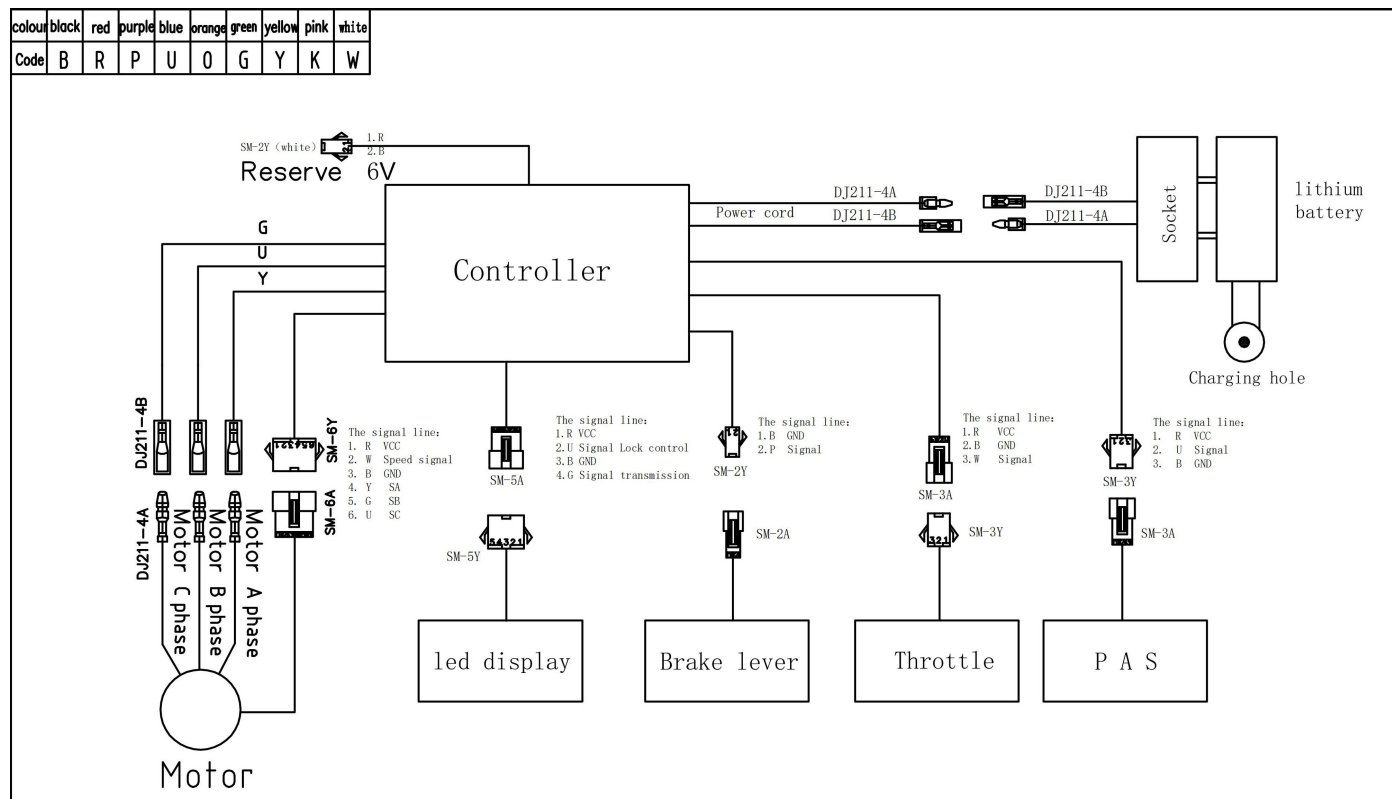 colour black red purple blue orange green yellow pink white
Code B R P U O G Y K W
SM-2Y (white)
21
1.R
2.B
Reserve 6V
G
U
Y
Controller
Power cord
DJ211-4A
DJ211-4B
DJ211-4B
DJ211-4A
Socket
lithium
battery
Charging hole
DJ211-4B
DJ211-4A
SM-6Y
SM-6A
The signal line:
1. R VCC
2. W Speed signal
3. B GND
4. Y SA
5. G SB
6. U SC
SM-5A
The signal line:
1.R VCC
2.U Signal Lock control
3.B GND
4.G Signal transmission
SM-5Y
54321
SM-2Y
21
The signal line:
1.B GND
2.P Signal
SM-2A
SM-3A
The signal line:
1.R VCC
2.B GND
3.W Signal
SM-3Y
321
SM-3Y
The signal line:
1. R VCC
2. U Signal
3. B GND
SM-3A
Motor C phase
Motor B phase
Motor A phase
Motor
led display
Brake lever
Throttle
P A S